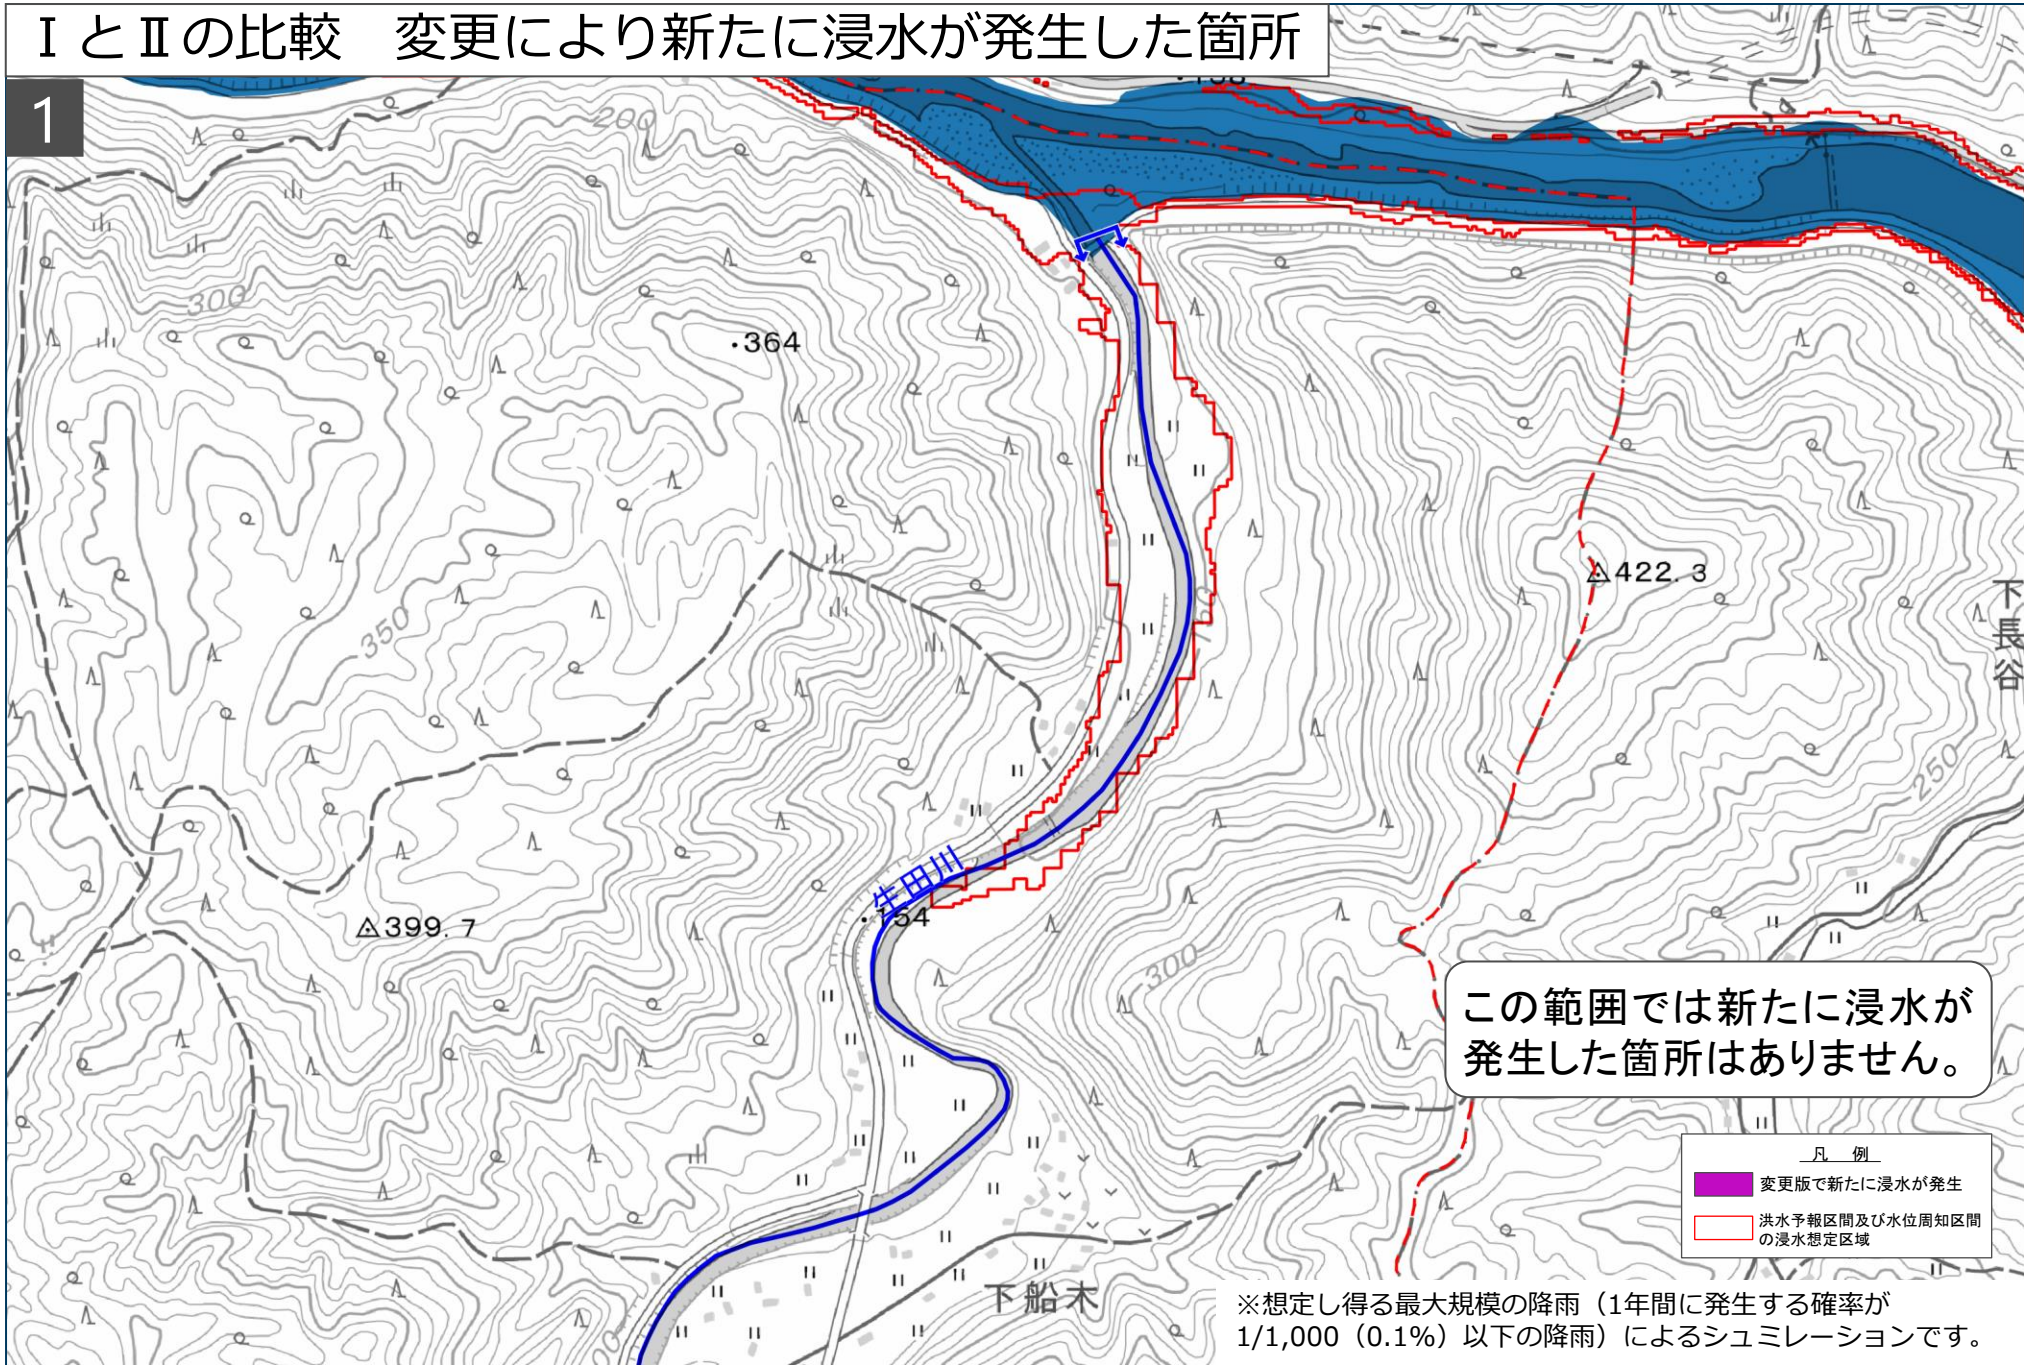 ⅠとⅡの比較　変更により新たに浸水が発生した箇所
1
200
300
・364
350
△422.3
下長谷
250
生田川
・154
△399.7
300
この範囲では新たに浸水が
発生した箇所はありません。
凡　例
変更版で新たに浸水が発生
洪水予報区間及び水位周知区間
の浸水想定区域
下船木
※想定し得る最大規模の降雨（1年間に発生する確率が
1/1,000（0.1%）以下の降雨）によるシュミレーションです。